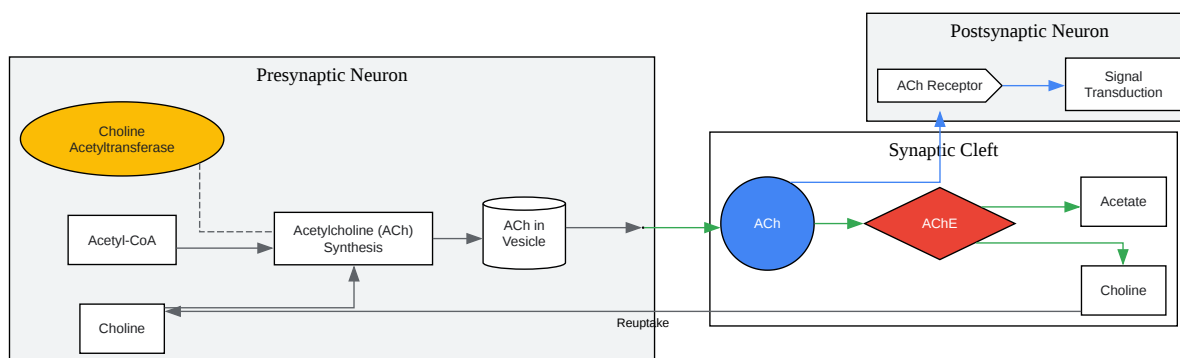 Postsynaptic Neuron
ACh Receptor
Signal
Transduction
Presynaptic Neuron
Choline
Acetyltransferase
Acetyl-CoA
Acetylcholine (ACh)
Synthesis
ACh in
Vesicle
Choline
Synaptic Cleft
ACh
AChE
Acetate
Choline
Reuptake